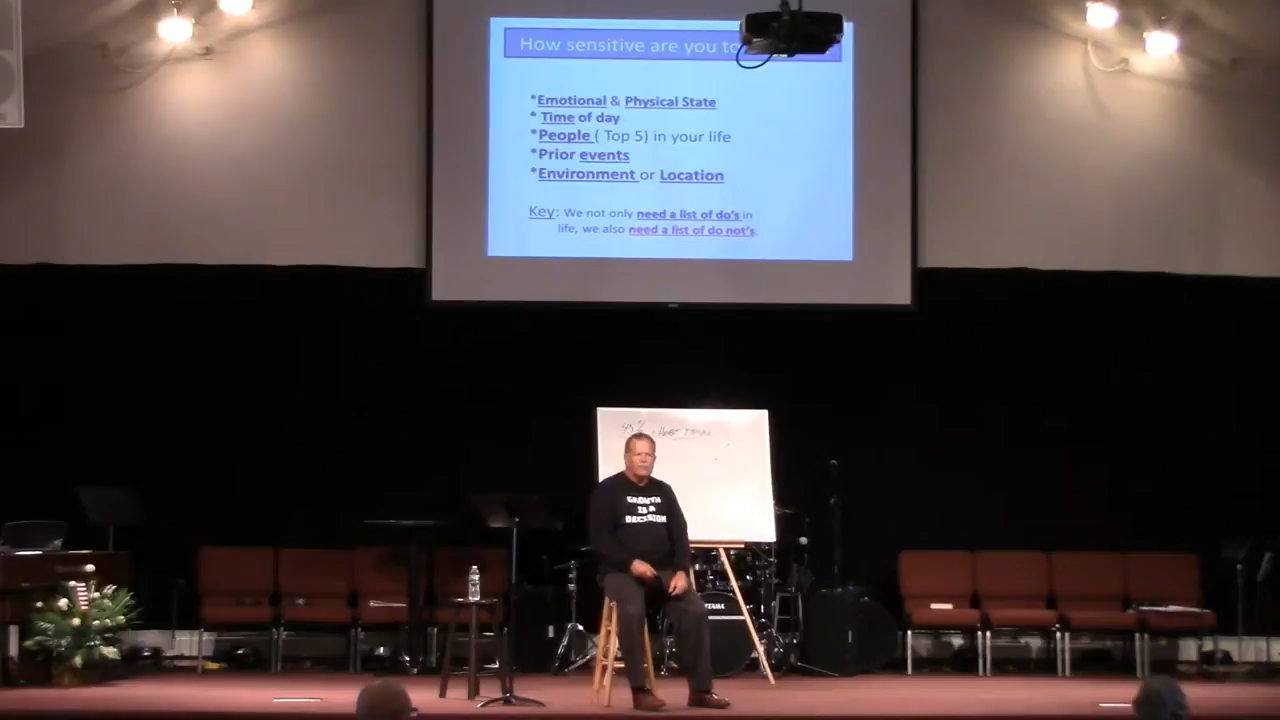 How sensitive are you to
*Emotional & Physical State
* Time of day
*People ( Top 5) in your life
*Prior events
*Environment or Location
Key: We not only need a list of do's in
life, we also need a list of do not's.
GROWTH
IS A
DECISION
TAMA